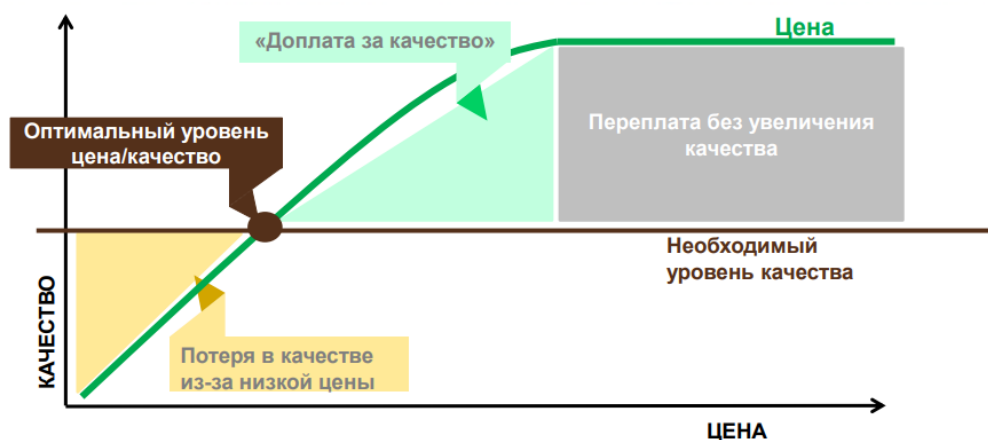 Цена
«Доплата за качество»
Оптимальный уровень
цена/качество
Переплата без увеличения
качества
Необходимый
уровень качества
КАЧЕСТВО
Потеря в качестве
из-за низкой цены
ЦЕНА